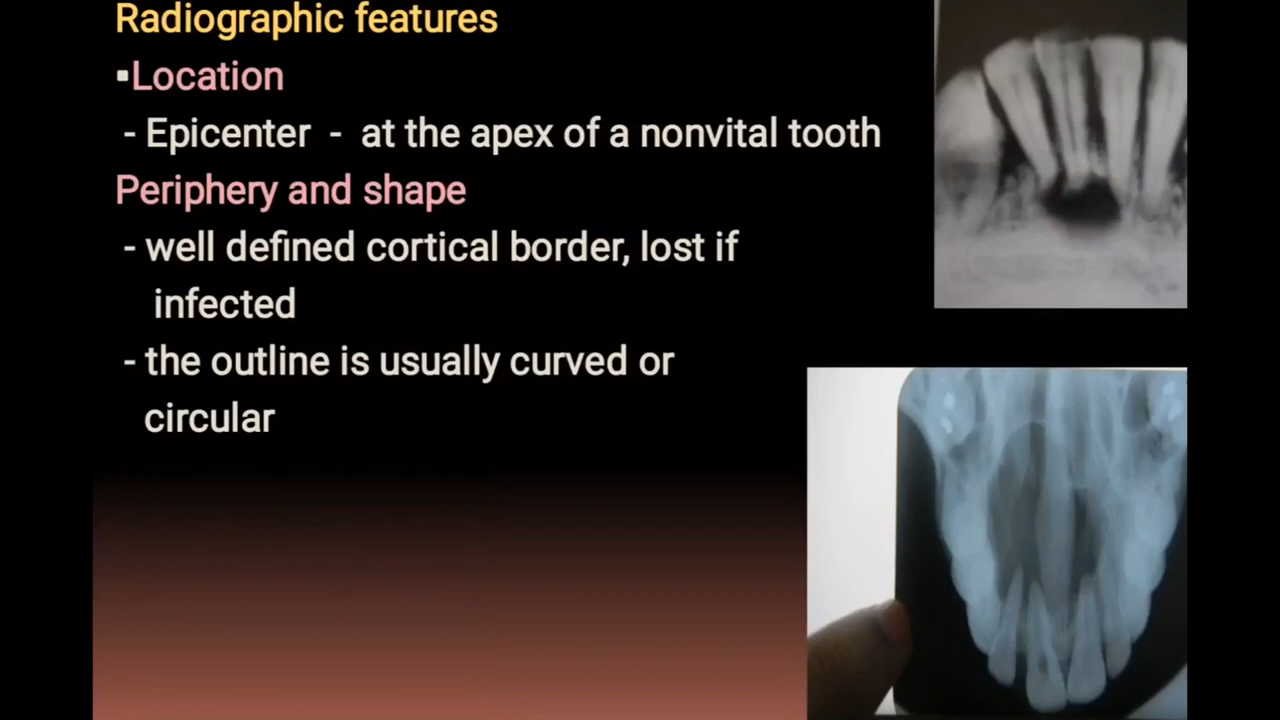 Radiographic features
▪Location
- Epicenter - at the apex of a nonvital tooth
Periphery and shape
- well defined cortical border, lost if
infected
- the outline is usually curved or
circular